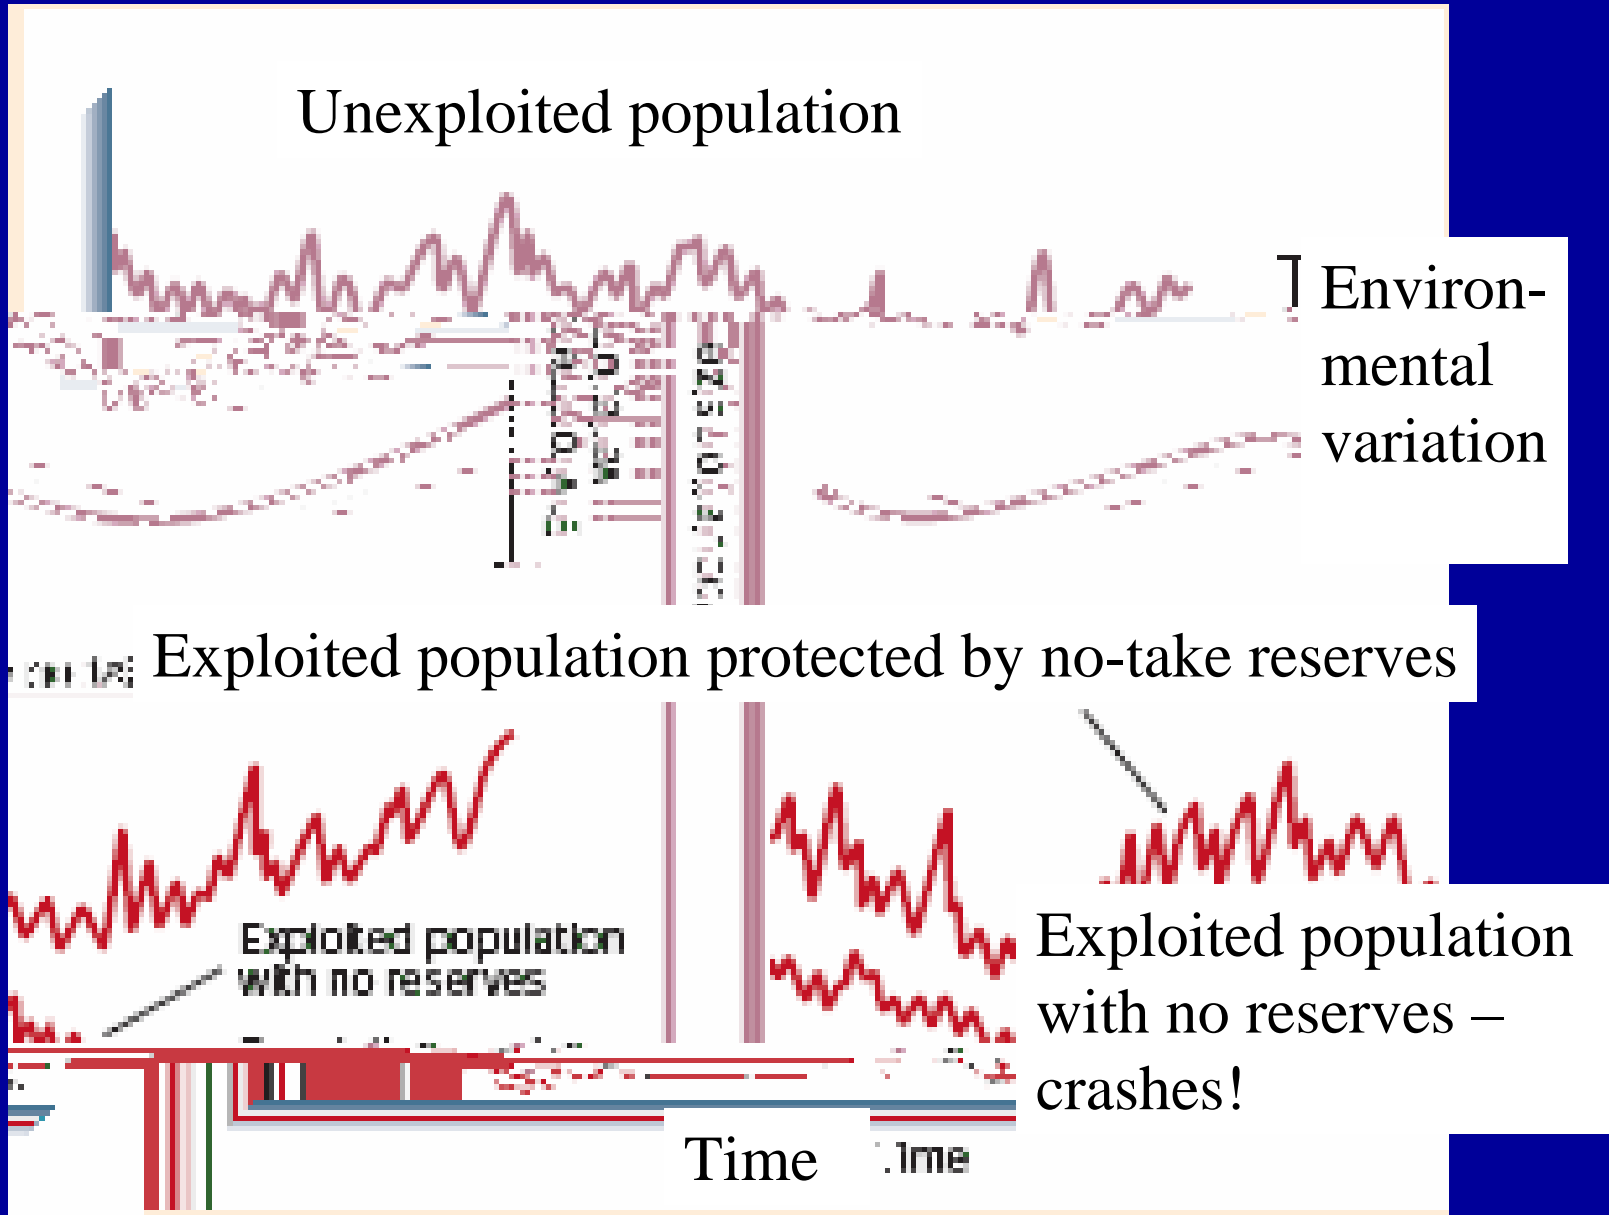 Unexploited population
Environ-
mental
variation
Exploited population protected by no-take reserves
Exploited population
with no reserves
Exploited population
with no reserves –
crashes!
Time